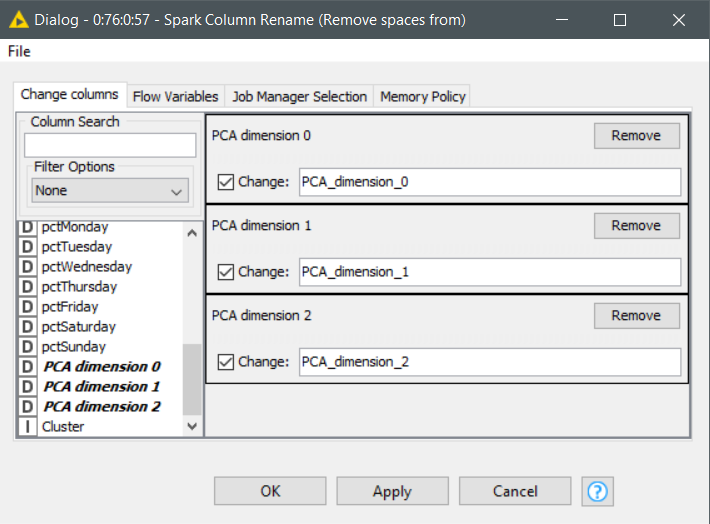 Dialog - 0:76:0:57 - Spark Column Rename (Remove spaces from)
File
Change columns Flow Variables Job Manager Selection Memory Policy
Column Search
Filter Options
None
D pctMonday
D pctTuesday
D pctWednesday
D pctThursday
D pctFriday
D pctSaturday
D pctSunday
D PCA dimension 0
D PCA dimension 1
D PCA dimension 2
I Cluster
PCA dimension 0 Remove
Change: PCA_dimension_0
PCA dimension 1 Remove
Change: PCA_dimension_1
PCA dimension 2 Remove
Change: PCA_dimension_2
OK Apply Cancel ?